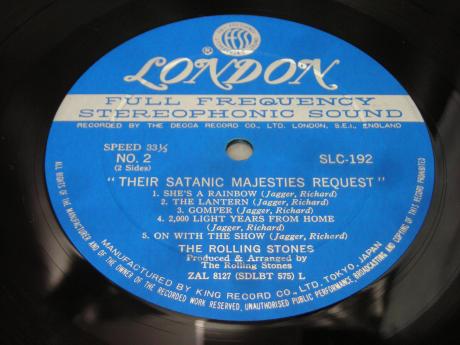 ®
LONDON
FULL FREQUENCY
STEREOPHONIC SOUND
RECORDED BY THE DECCA RECORD CO., LTD. LONDON, S.E.I., ENGLAND
SPEED 33⅓
NO. 2
(2 Sides)
SLC-192
"THEIR SATANIC MAJESTIES REQUEST"
1. SHE'S A RAINBOW (Jagger, Richard)
2. THE LANTERN (Jagger, Richard)
3. GOMPER (Jagger, Richard)
4. 2,000 LIGHT YEARS FROM HOME
(Jagger, Richard)
5. ON WITH THE SHOW (Jagger, Richard)
THE ROLLING STONES
Produced & Arranged by
The Rolling Stones
ZAL 8127 (SDLBT 575) L
MANUFACTURED BY KING RECORD CO., LTD, TOKYO, JAPAN
ALL RIGHTS OF THE MANUFACTURER AND OF THE OWNER OF THE RECORDED WORK RESERVED, UNAUTHORISED PUBLIC PERFORMANCE, BROADCASTING AND COPYING OF THIS RECORD PROHIBITED